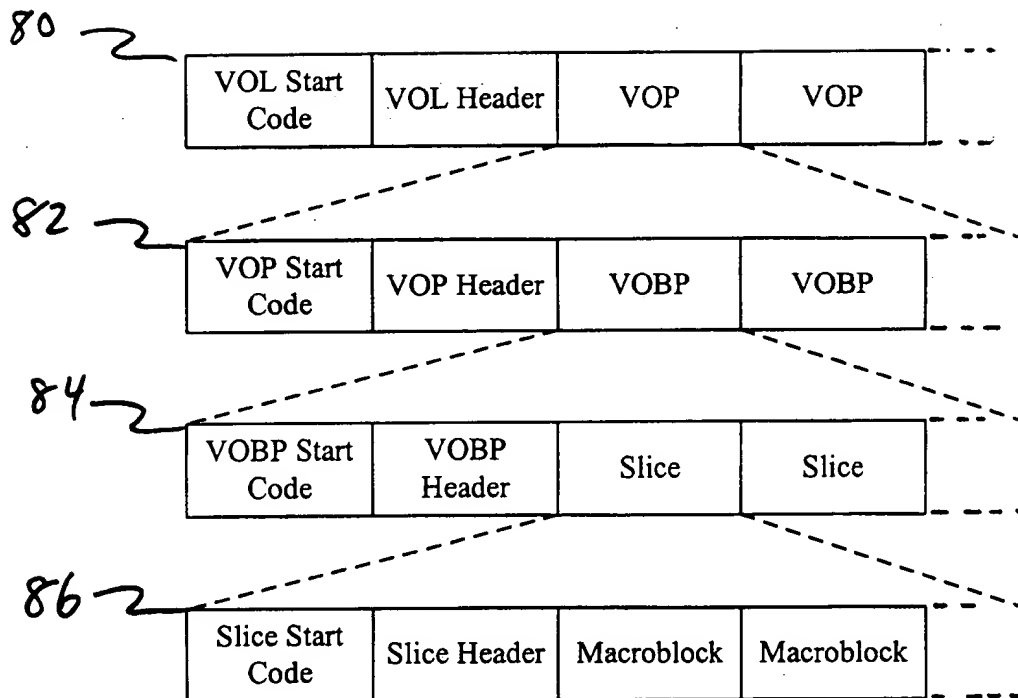 80
VOL Start Code
VOL Header
VOP
VOP
82
VOP Start Code
VOP Header
VOBP
VOBP
84
VOBP Start Code
VOBP Header
Slice
Slice
86
Slice Start Code
Slice Header
Macroblock
Macroblock